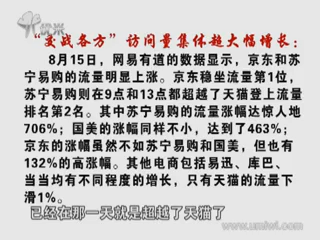 优米
"交战各方"访问量集体超大幅增长：
8月15日，网易有道的数据显示，京东和苏
宁易购的流量明显上涨。京东稳坐流量第1位，
苏宁易购则在9点和13点都超越了天猫登上流量
排名第2名。其中苏宁易购的流量涨幅达惊人地
706%；国美的涨幅同样不小，达到了463%；
京东的涨幅虽然不如苏宁易购和国美，但也有
132%的高涨幅。其他电商包括易迅、库巴、
当当均有不同程度的增长，只有天猫的流量下
滑1%。
已经在那一天就是超越了天猫了
www.umiwi.com